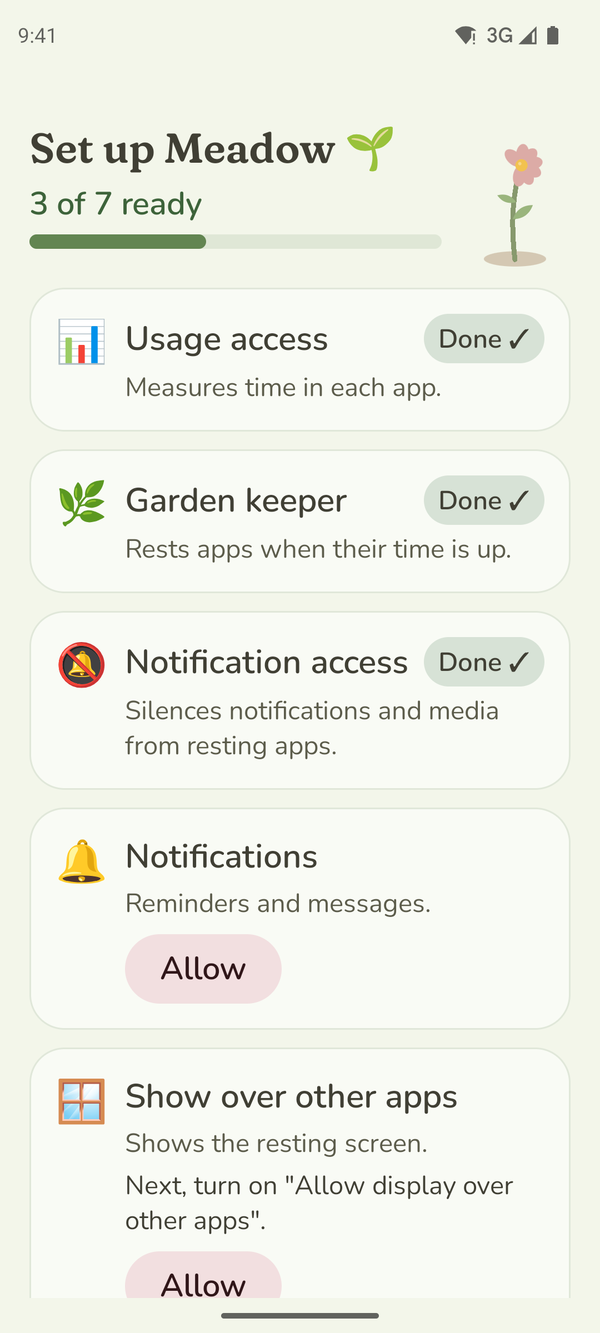 9:41
3G
Set up Meadow 🌱
3 of 7 ready
Usage access
Done ✓
Measures time in each app.
Garden keeper
Done ✓
Rests apps when their time is up.
Notification access
Done ✓
Silences notifications and media
from resting apps.
Notifications
Reminders and messages.
Allow
Show over other apps
Shows the resting screen.
Next, turn on "Allow display over
other apps".
Allow